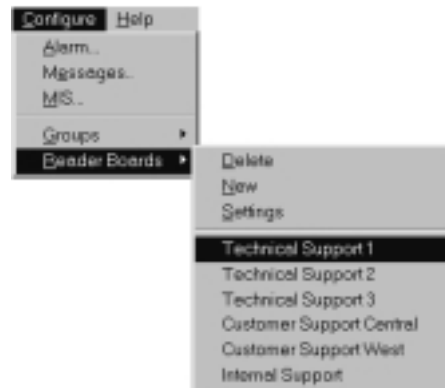 Configure Help
Alarm...
Messages...
MIS...
Groups
Reader Boards
Delete
New
Settings
Technical Support 1
Technical Support 2
Technical Support 3
Customer Support Central
Customer Support West
Internal Support